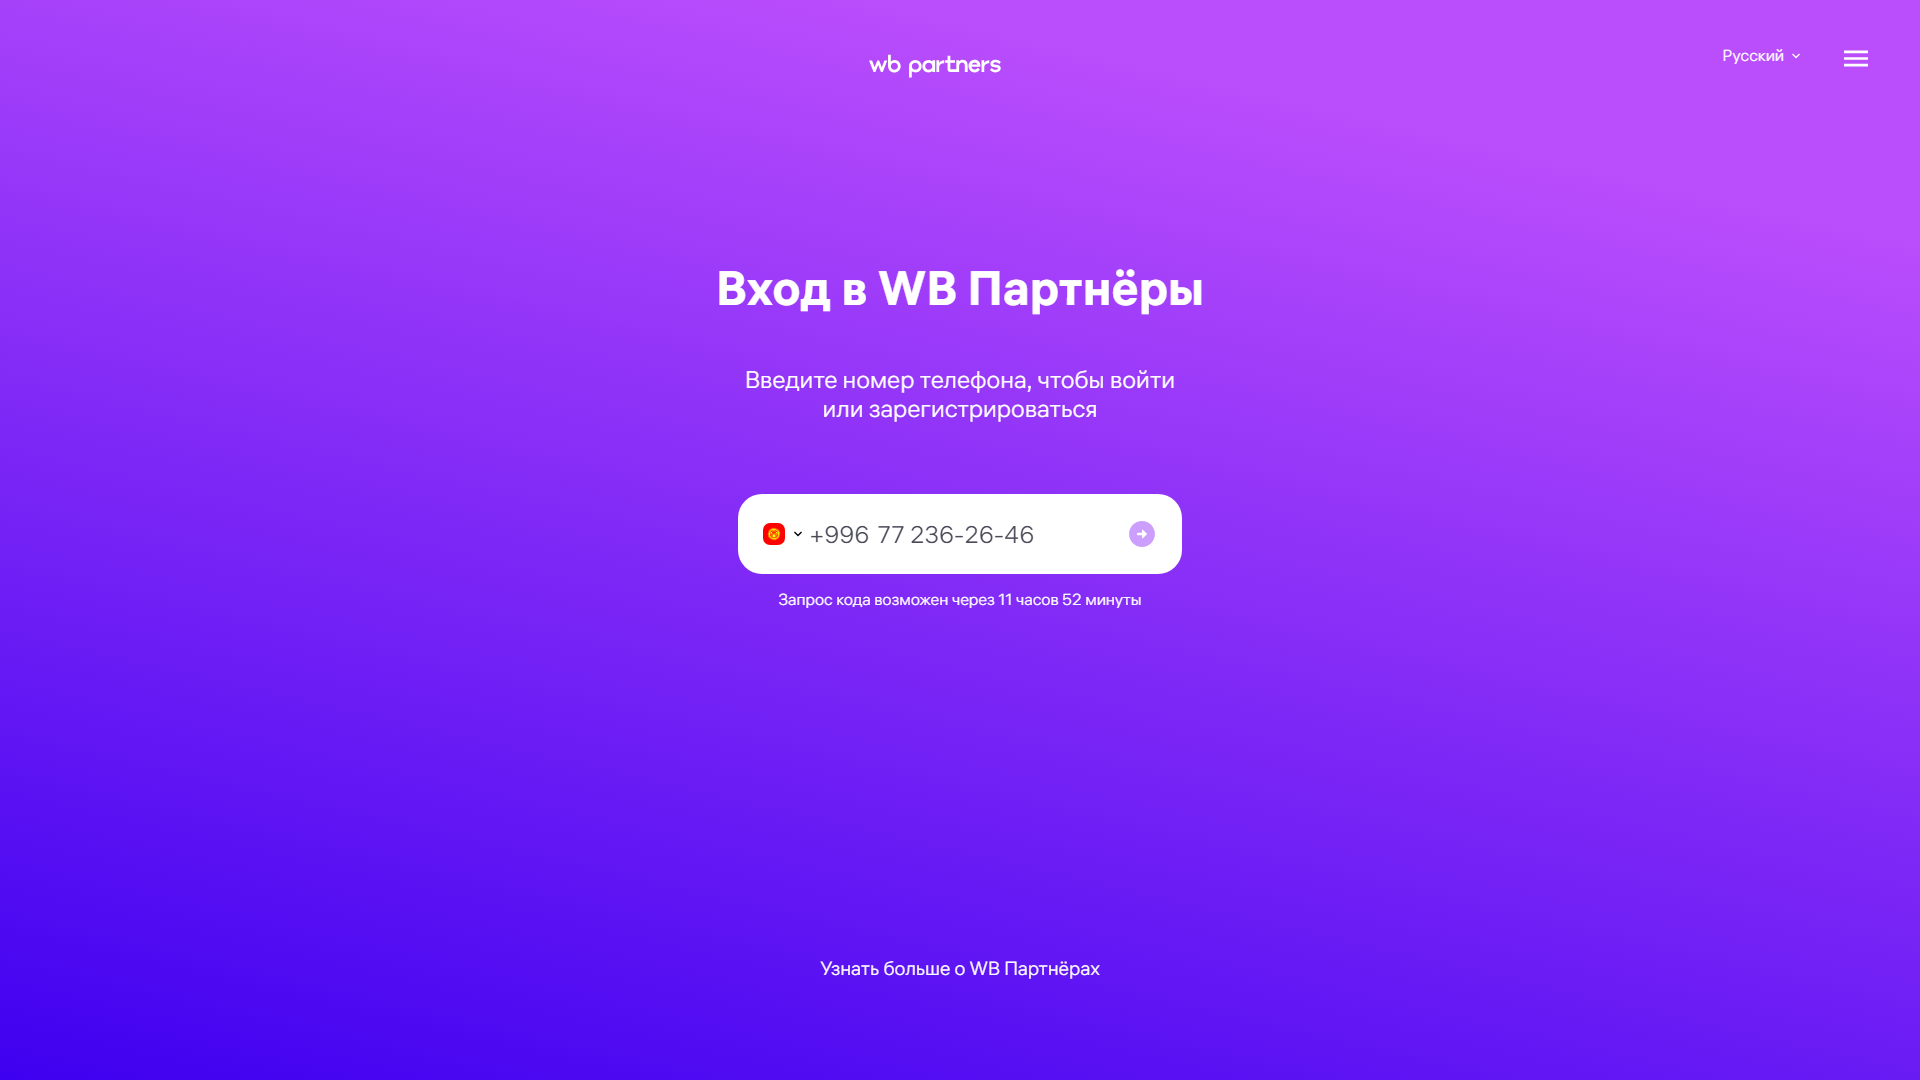 wb partners
Русский
Вход в WB Партнёры
Введите номер телефона, чтобы войти
или зарегистрироваться
+996 77 236-26-46
Запрос кода возможен через 11 часов 52 минуты
Узнать больше о WB Партнёрах